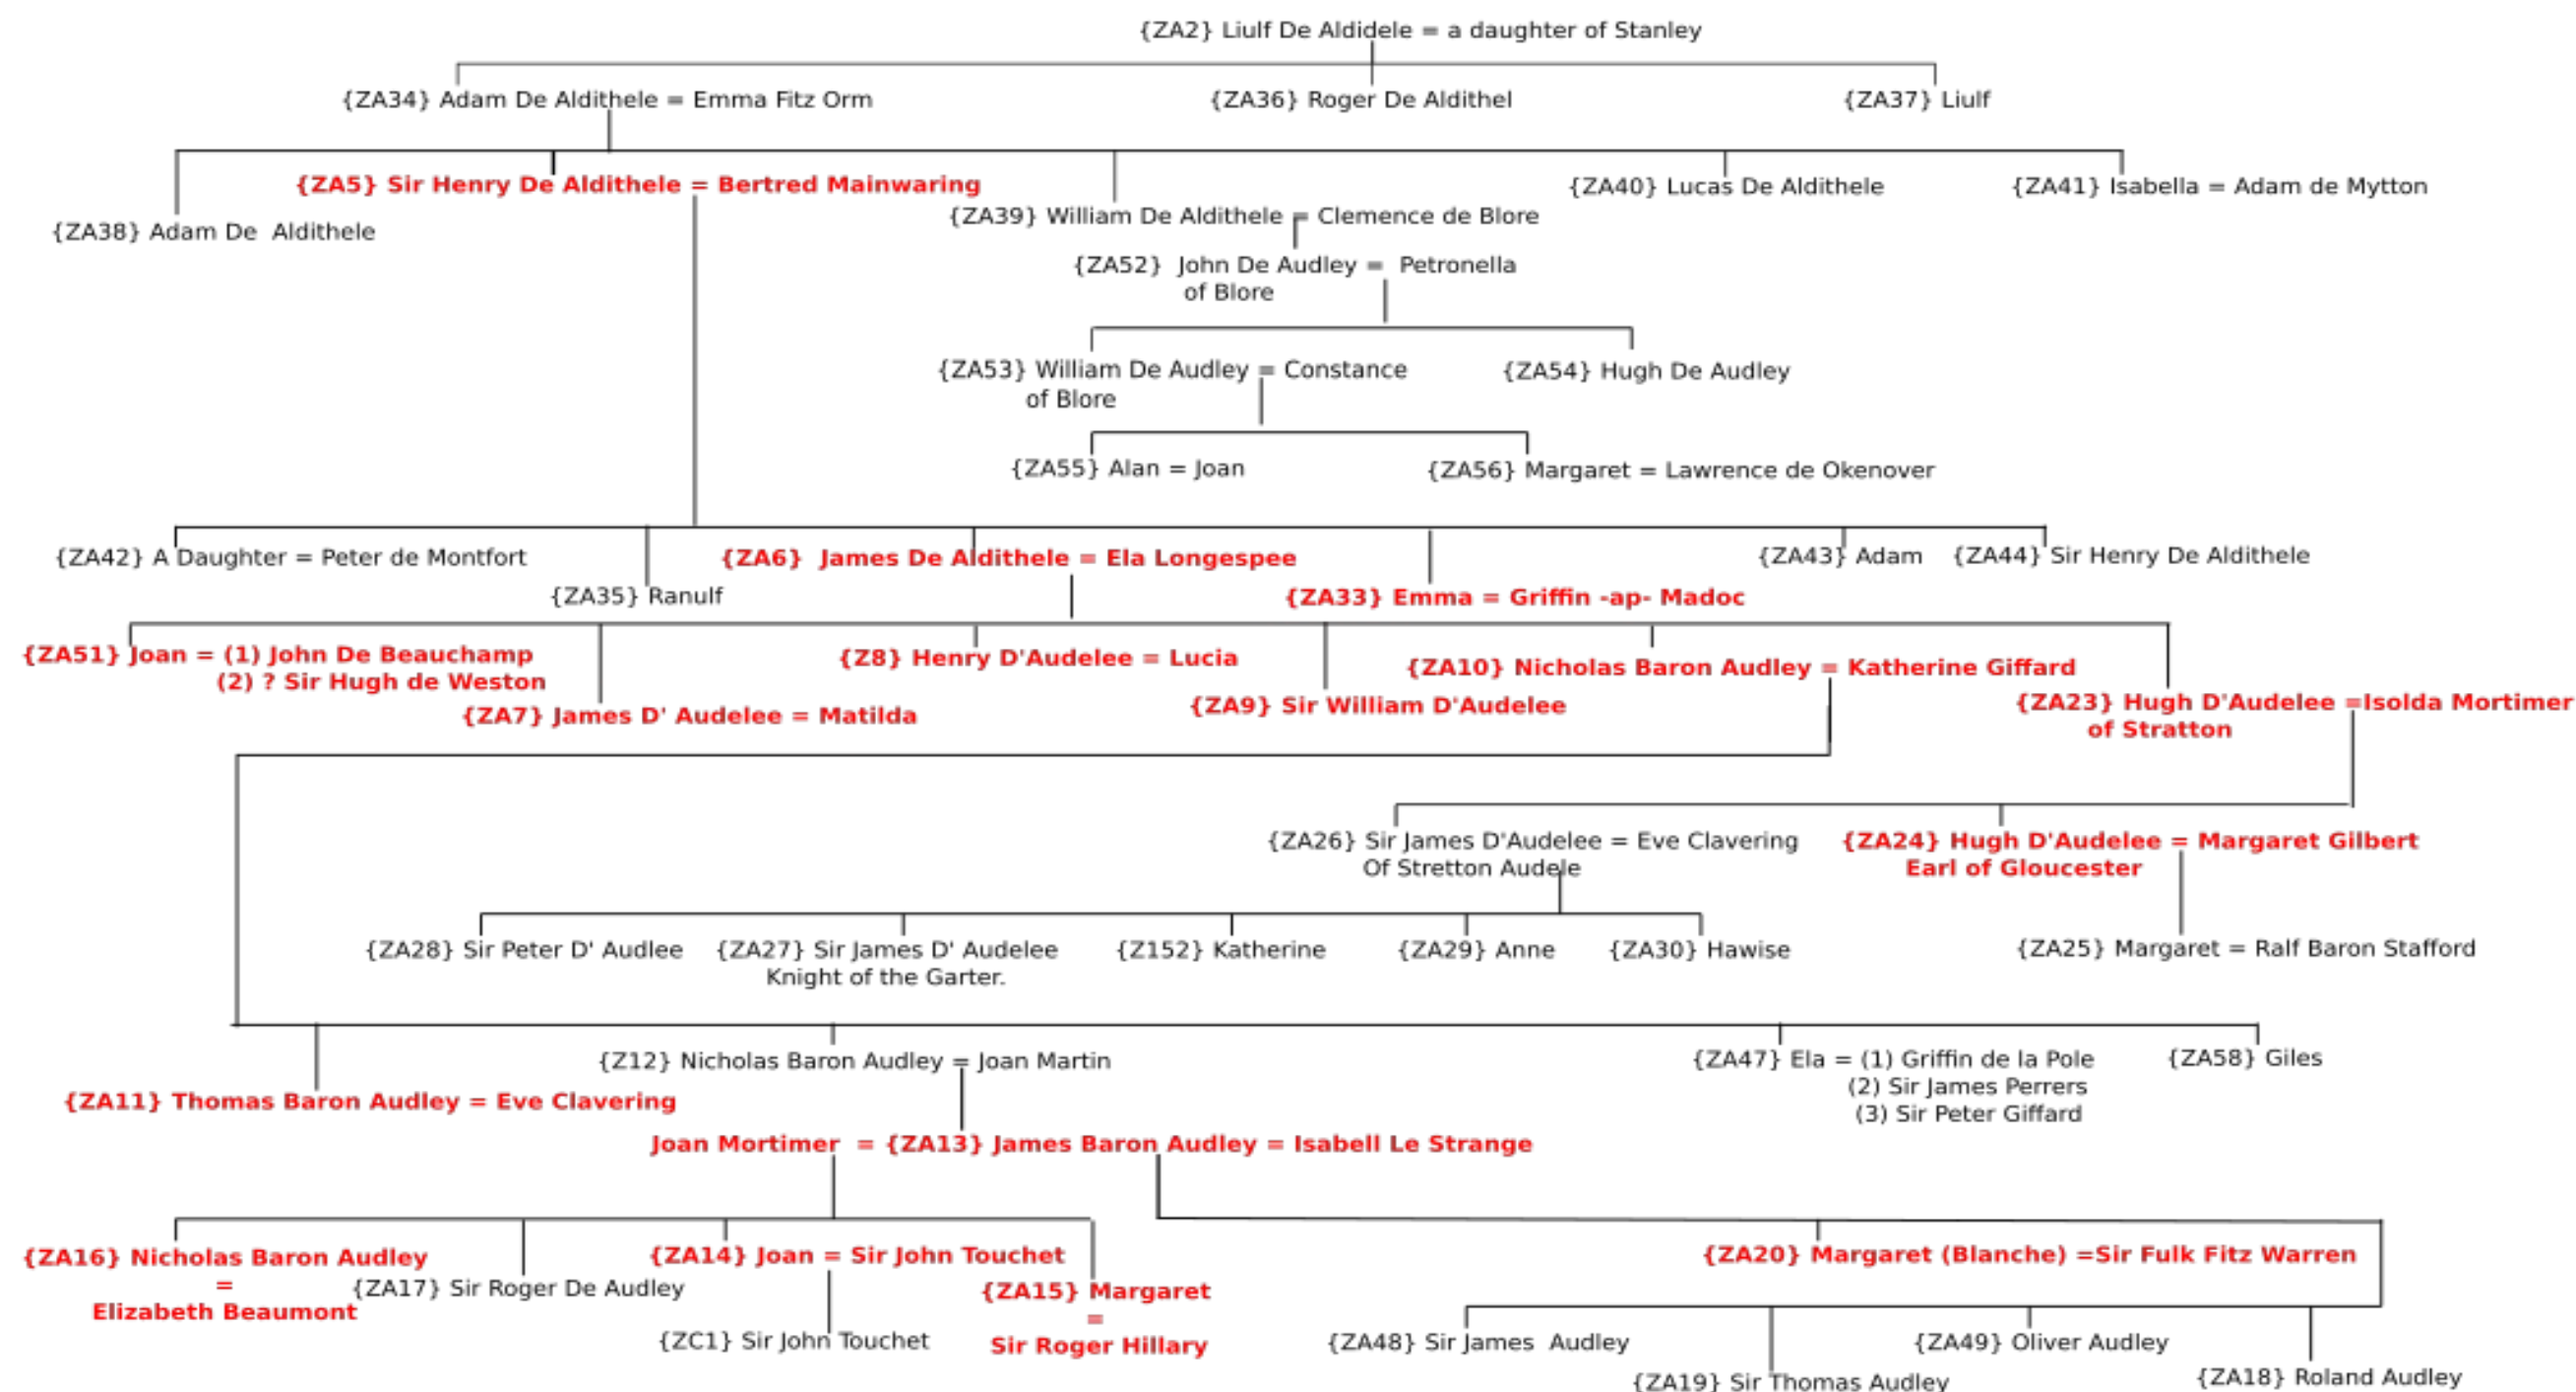 {ZA2} Liulf De Aldidele = a daughter of Stanley
{ZA34} Adam De Aldithele = Emma Fitz Orm
{ZA36} Roger De Aldithel
{ZA37} Liulf
{ZA5} Sir Henry De Aldithele = Bertred Mainwaring
{ZA40} Lucas De Aldithele
{ZA41} Isabella = Adam de Mytton
{ZA38} Adam De Aldithele
{ZA39} William De Aldithele = Clemence de Blore
{ZA52} John De Audley = Petronella
of Blore
{ZA53} William De Audley = Constance
of Blore
{ZA54} Hugh De Audley
{ZA55} Alan = Joan
{ZA56} Margaret = Lawrence de Okenover
{ZA42} A Daughter = Peter de Montfort
{ZA6} James De Aldithele = Ela Longespee
{ZA43} Adam
{ZA44} Sir Henry De Aldithele
{ZA35} Ranulf
{ZA33} Emma = Griffin -ap- Madoc
{ZA51} Joan = (1) John De Beauchamp
(2) ? Sir Hugh de Weston
{Z8} Henry D'Audelee = Lucia
{ZA10} Nicholas Baron Audley = Katherine Giffard
{ZA7} James D' Audelee = Matilda
{ZA9} Sir William D'Audelee
{ZA23} Hugh D'Audelee =Isolda Mortimer
of Stratton
{ZA26} Sir James D'Audelee = Eve Clavering
Of Stretton Audele
{ZA24} Hugh D'Audelee = Margaret Gilbert
Earl of Gloucester
{ZA28} Sir Peter D' Audlee
{ZA27} Sir James D' Audelee
Knight of the Garter.
{Z152} Katherine
{ZA29} Anne
{ZA30} Hawise
{ZA25} Margaret = Ralf Baron Stafford
{Z12} Nicholas Baron Audley = Joan Martin
{ZA47} Ela = (1) Griffin de la Pole
(2) Sir James Perrers
(3) Sir Peter Giffard
{ZA58} Giles
{ZA11} Thomas Baron Audley = Eve Clavering
Joan Mortimer = {ZA13} James Baron Audley = Isabell Le Strange
{ZA16} Nicholas Baron Audley
=
Elizabeth Beaumont
{ZA17} Sir Roger De Audley
{ZA14} Joan = Sir John Touchet
{ZA15} Margaret
=
Sir Roger Hillary
{ZA20} Margaret (Blanche) =Sir Fulk Fitz Warren
{ZC1} Sir John Touchet
{ZA48} Sir James Audley
{ZA49} Oliver Audley
{ZA19} Sir Thomas Audley
{ZA18} Roland Audley